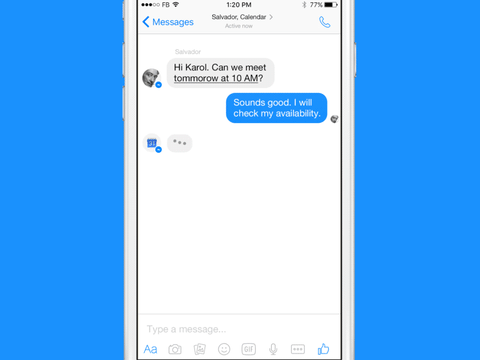 FB
1:20 PM
77%
Messages
Salvador, Calendar
Active now
Salvador
Hi Karol. Can we meet
tommorow at 10 AM?
Sounds good. I will
check my availability.
Type a message...
Aa
GIF